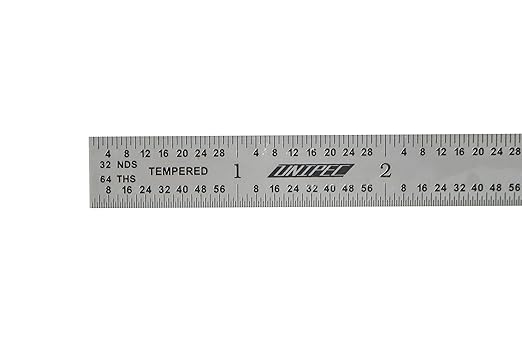 4 8 12 16 20 24 28 4 8 12 16 20 24 28 4 8 12 16 20 24 28
32 NDS
TEMPERED 1 UNIPEC 2
64 THS
8 16 24 32 40 48 56 8 16 24 32 40 48 56 8 16 24 32 40 48 56